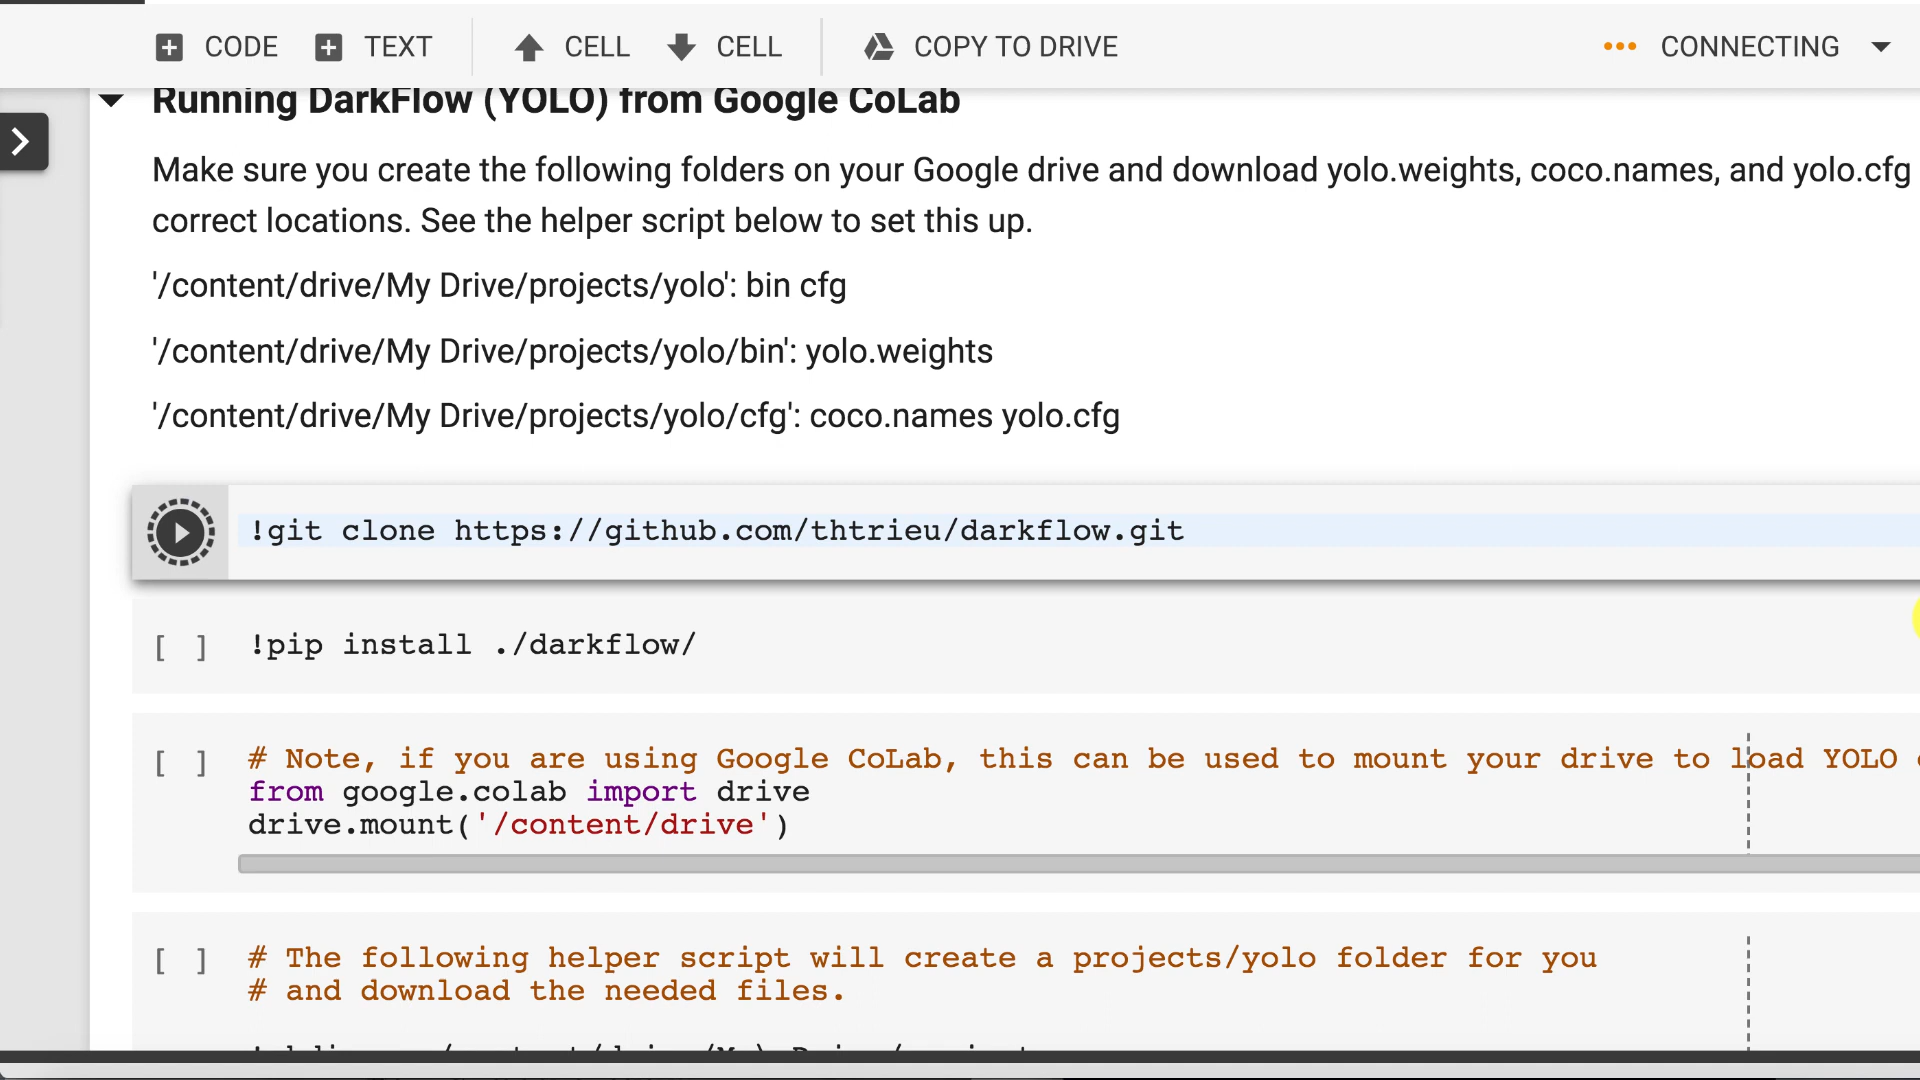 CODE TEXT CELL CELL COPY TO DRIVE CONNECTING
Running DarkFlow (YOLO) from Google CoLab
Make sure you create the following folders on your Google drive and download yolo.weights, coco.names, and yolo.cfg
correct locations. See the helper script below to set this up.
'/content/drive/My Drive/projects/yolo': bin cfg
'/content/drive/My Drive/projects/yolo/bin': yolo.weights
'/content/drive/My Drive/projects/yolo/cfg': coco.names yolo.cfg
!git clone https://github.com/thtrieu/darkflow.git
[ ] !pip install ./darkflow/
[ ] # Note, if you are using Google CoLab, this can be used to mount your drive to load YOLO
from google.colab import drive
drive.mount('/content/drive')
[ ] # The following helper script will create a projects/yolo folder for you
# and download the needed files.